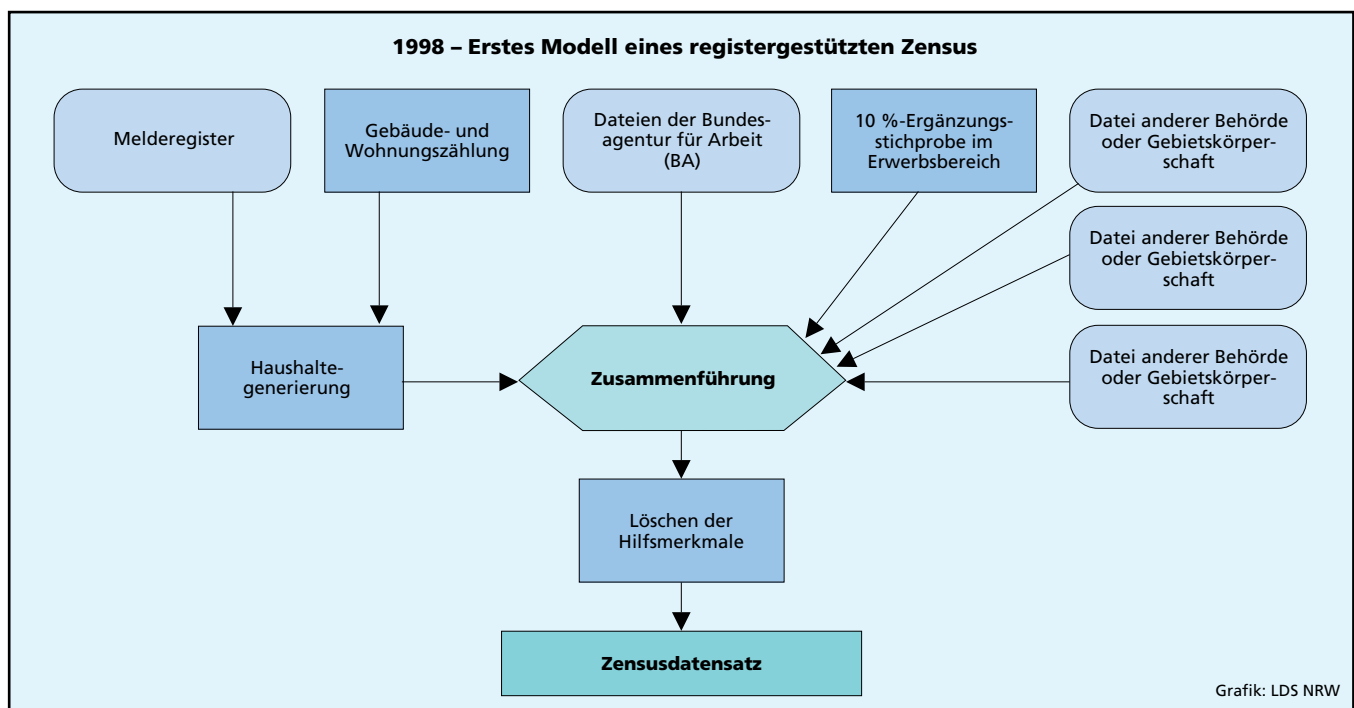 1998 – Erstes Modell eines registergestützten Zensus
Melderegister
Gebäude- und
Wohnungszählung
Dateien der Bundes-
agentur für Arbeit
(BA)
10 %-Ergänzungs-
stichprobe im
Erwerbsbereich
Datei anderer Behörde
oder Gebietskörper-
schaft
Datei anderer Behörde
oder Gebietskörper-
schaft
Haushalte-
generierung
Zusammenführung
Datei anderer Behörde
oder Gebietskörper-
schaft
Löschen der
Hilfsmerkmale
Zensusdatensatz
Grafik: LDS NRW